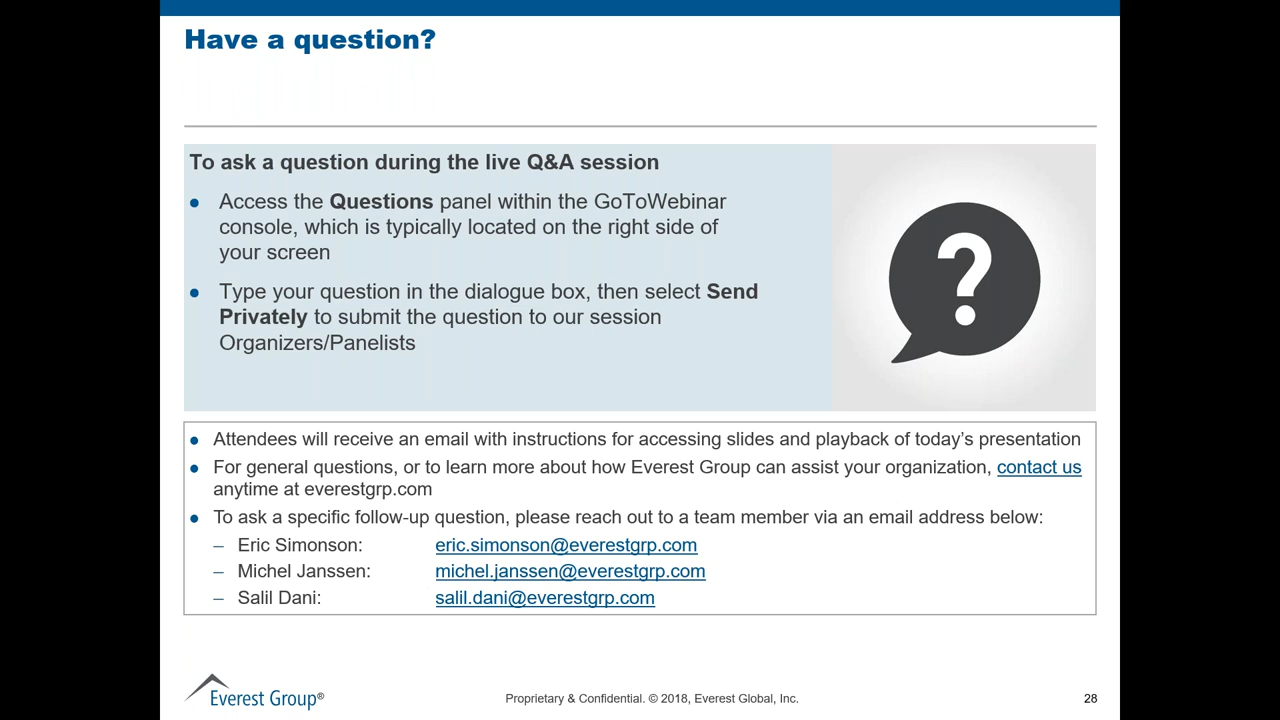 Have a question?
To ask a question during the live Q&A session
● Access the Questions panel within the GoToWebinar
console, which is typically located on the right side of
your screen
● Type your question in the dialogue box, then select Send
Privately to submit the question to our session
Organizers/Panelists
?
● Attendees will receive an email with instructions for accessing slides and playback of today’s presentation
● For general questions, or to learn more about how Everest Group can assist your organization, contact us
anytime at everestgrp.com
● To ask a specific follow-up question, please reach out to a team member via an email address below:
– Eric Simonson: eric.simonson@everestgrp.com
– Michel Janssen: michel.janssen@everestgrp.com
– Salil Dani: salil.dani@everestgrp.com
Everest Group® Proprietary & Confidential. © 2018, Everest Global, Inc. 28